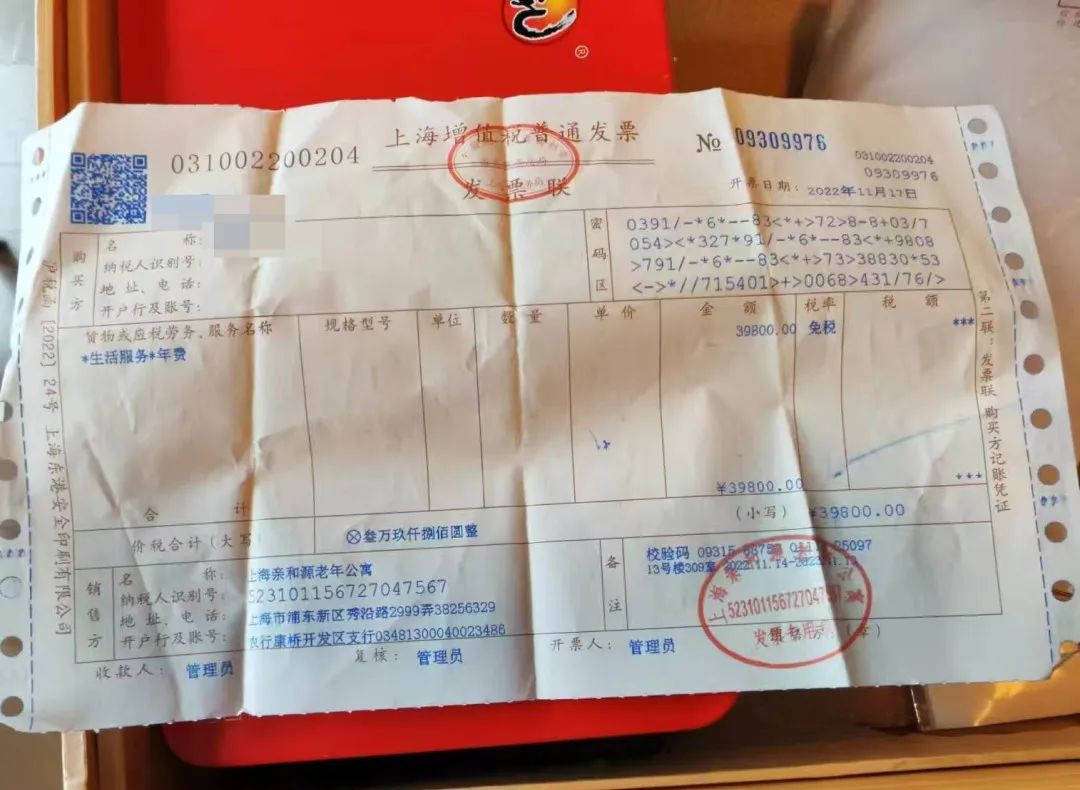 ®
上海增值税普通发票
发票联
031002200204
№ 09309976
031002200204
09309976
开票日期：2022年11月17日
购买方
名 称：
纳税人识别号：
地址、电话：
开户行及账号：
密码区
0391/-*6*--83<*+>72>8-8+03/7
054><*327*91/-*6*--83<*+9808
>791/-*6*--83<*+>73>38830*53
<->*//715401>+>0068>431/76/>
货物或应税劳务、服务名称 规格型号 单位 数量 单价 金额 税率 税额
*生活服务*年费 39800.00 免税 ***
合 计 ¥39800.00 ***
价税合计（大写） ⊗叁万玖仟捌佰圆整 （小写） ¥39800.00
销售方
名 称：上海亲和源老年公寓
纳税人识别号：523101156727047567
地址、电话：上海市浦东新区秀沿路2999弄38256329
开户行及账号：农行康桥开发区支行03481300040023486
备注
校验码 09315 25097
13号楼309室 2022.11.14-2023.11.13
523101156727047567
发票专用章
收款人：管理员 复核：管理员 开票人：管理员
沪税函〔2022〕24号 上海东港安全印刷有限公司
第二联：发票联 购买方记账凭证